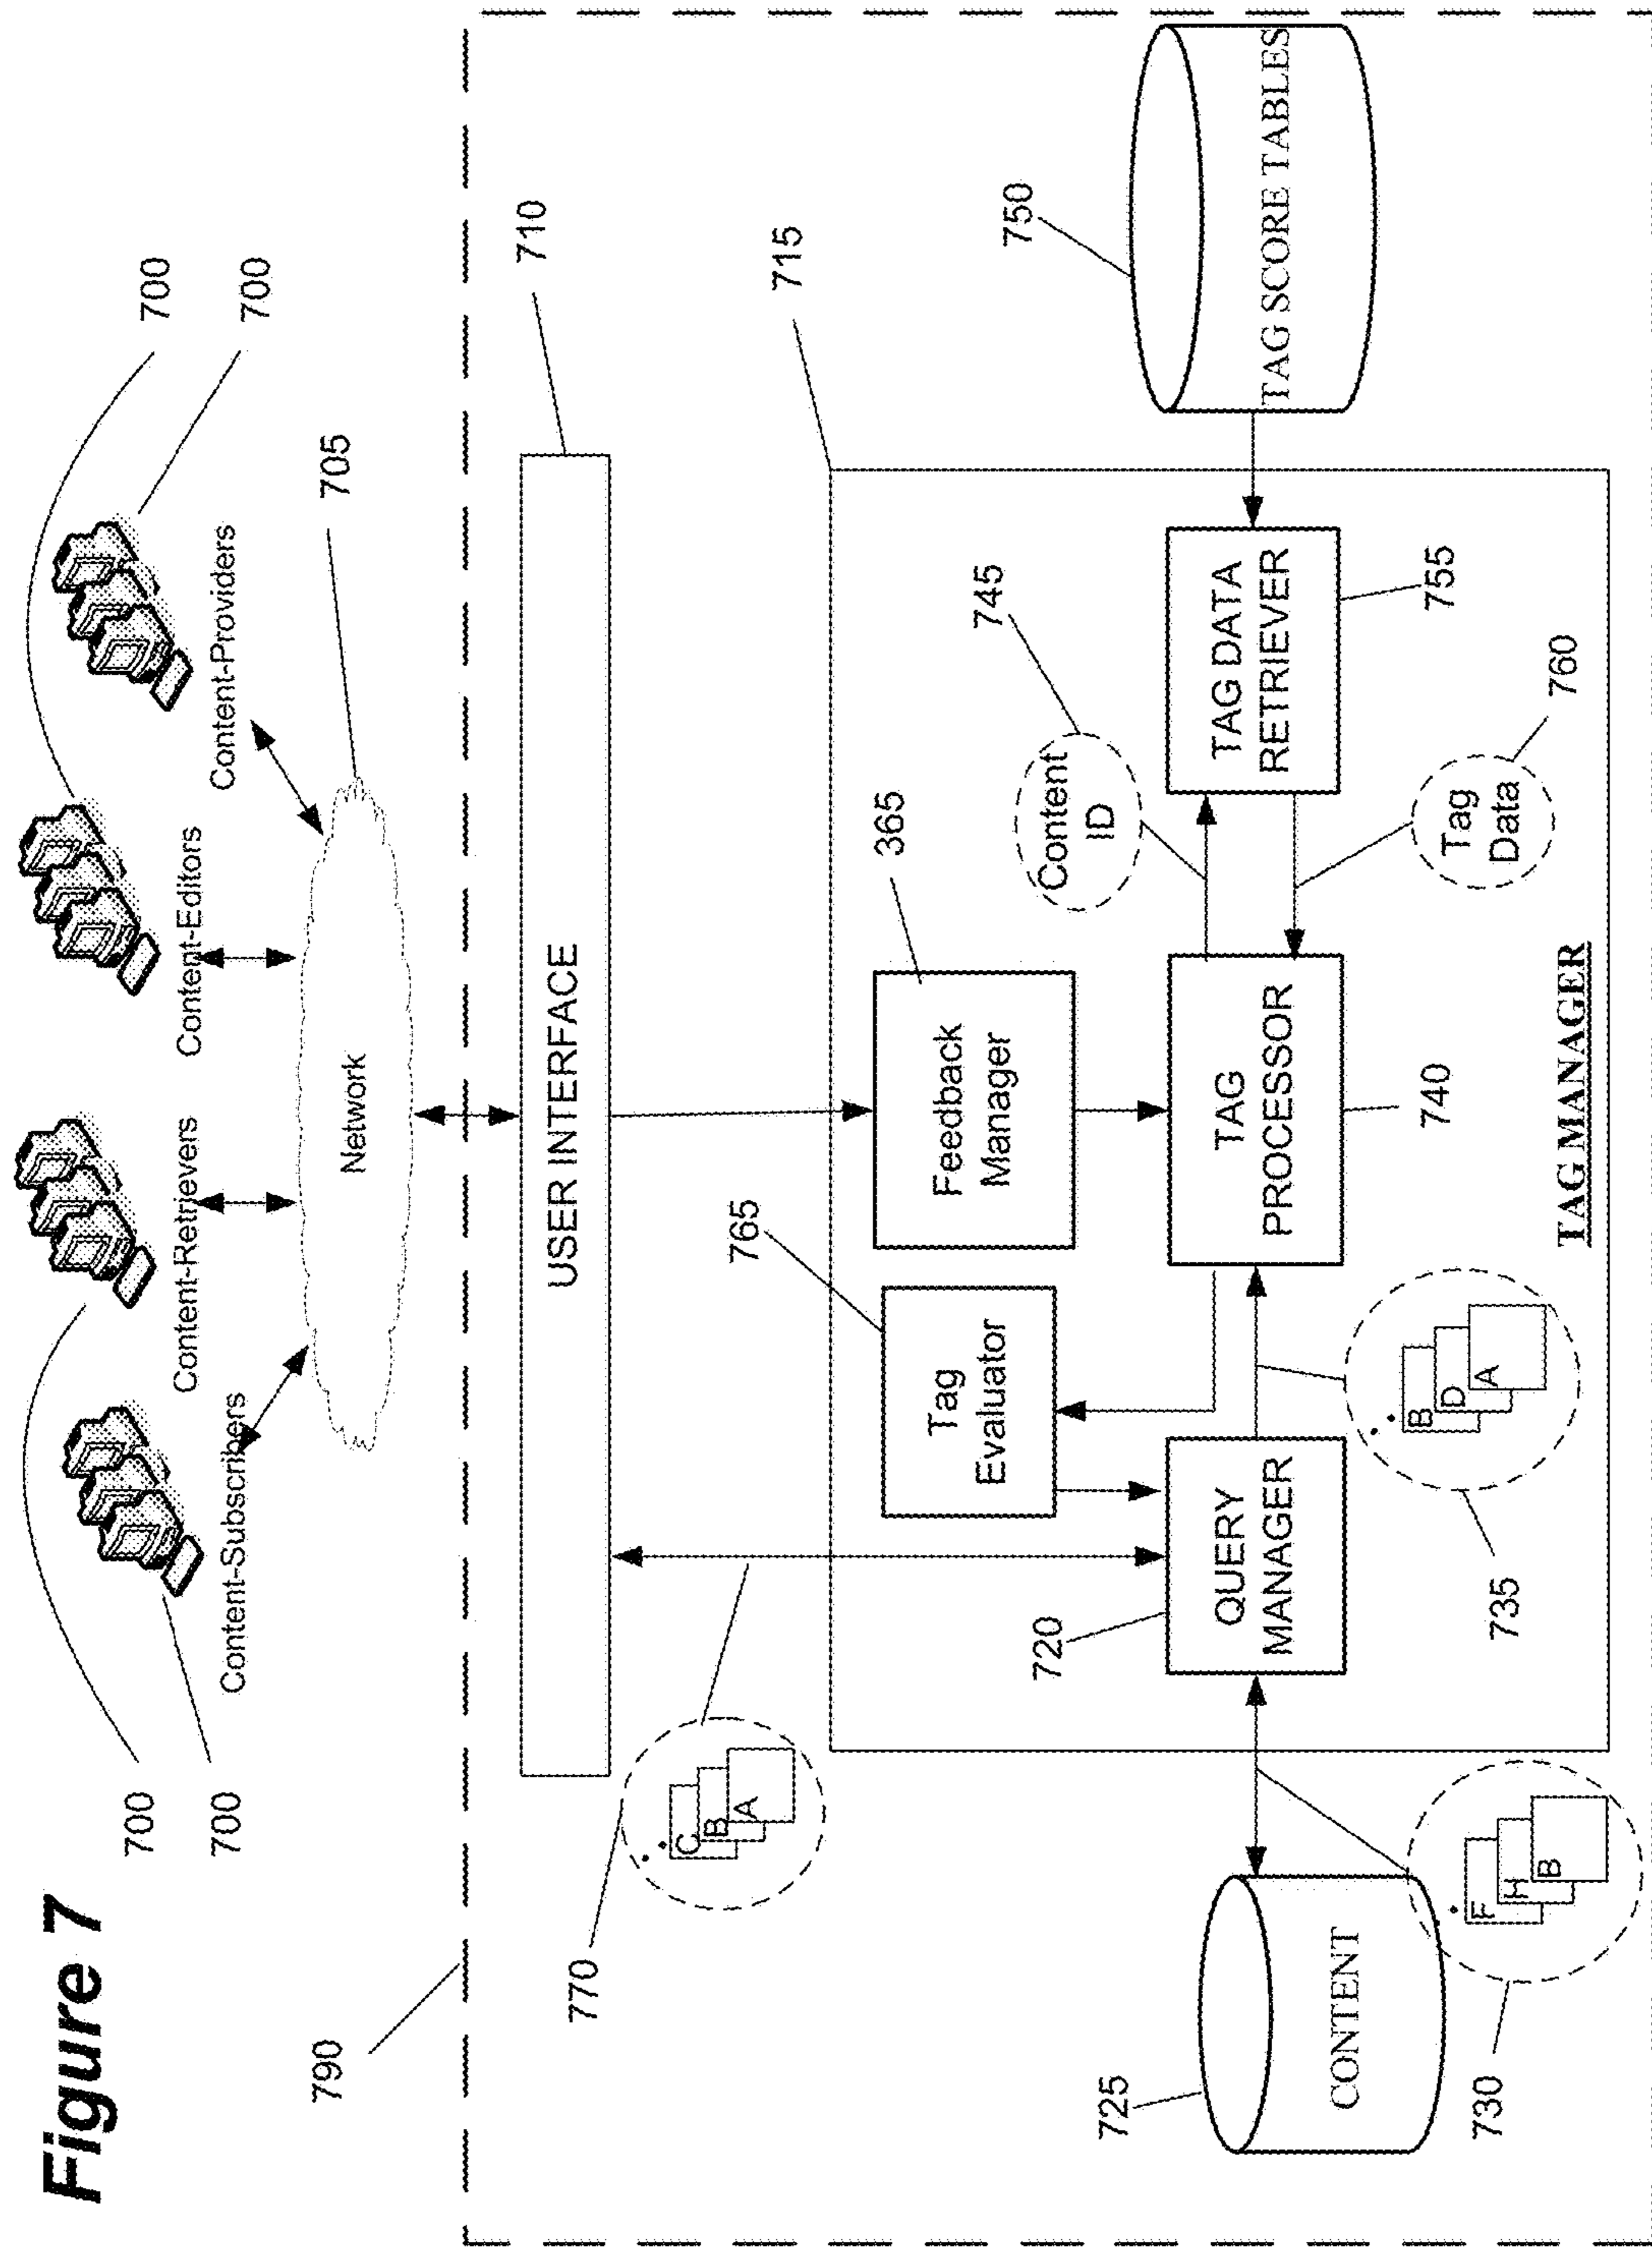 Figure 7
700
700
700
700
Content-Subscribers
Content-Retrievers
Content-Editors
Content-Providers
790
Network
705
USER INTERFACE
710
770
C
B
A
715
765
Tag
Evaluator
Feedback
Manager
365
Content
ID
745
750
725
CONTENT
720
QUERY
MANAGER
TAG
PROCESSOR
TAG DATA
RETRIEVER
TAG SCORE TABLES
730
F
H
B
735
B
D
A
740
Tag
Data
760
755
TAG MANAGER